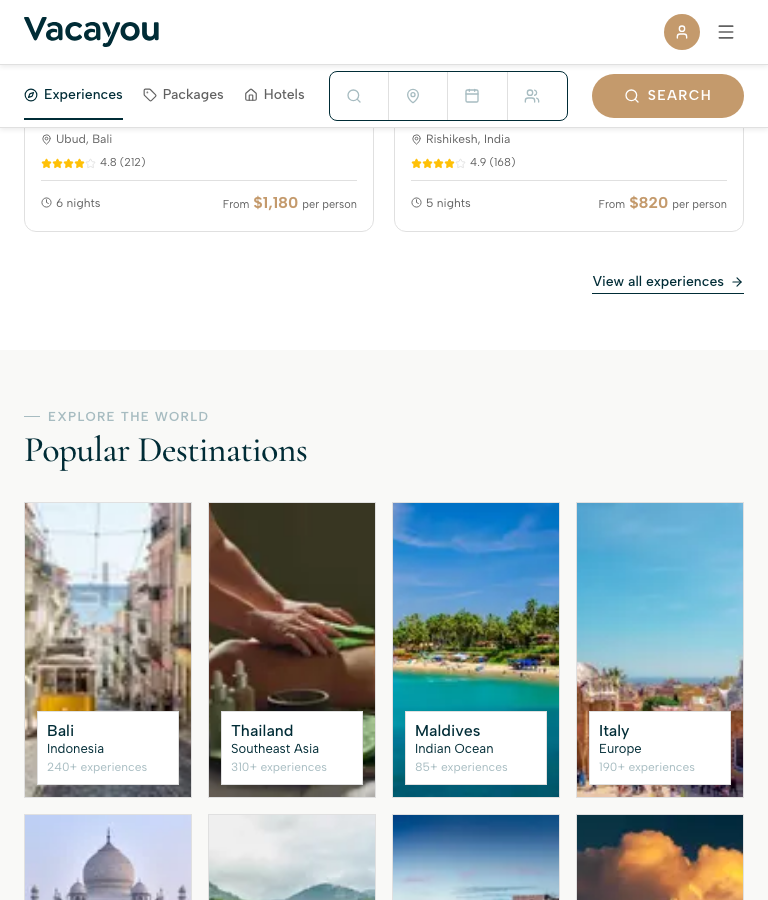 Vacayou
Experiences
Packages
Hotels
SEARCH
Ubud, Bali
4.8 (212)
6 nights
From $1,180 per person
Rishikesh, India
4.9 (168)
5 nights
From $820 per person
View all experiences
EXPLORE THE WORLD
Popular Destinations
Bali
Indonesia
240+ experiences
Thailand
Southeast Asia
310+ experiences
Maldives
Indian Ocean
85+ experiences
Italy
Europe
190+ experiences